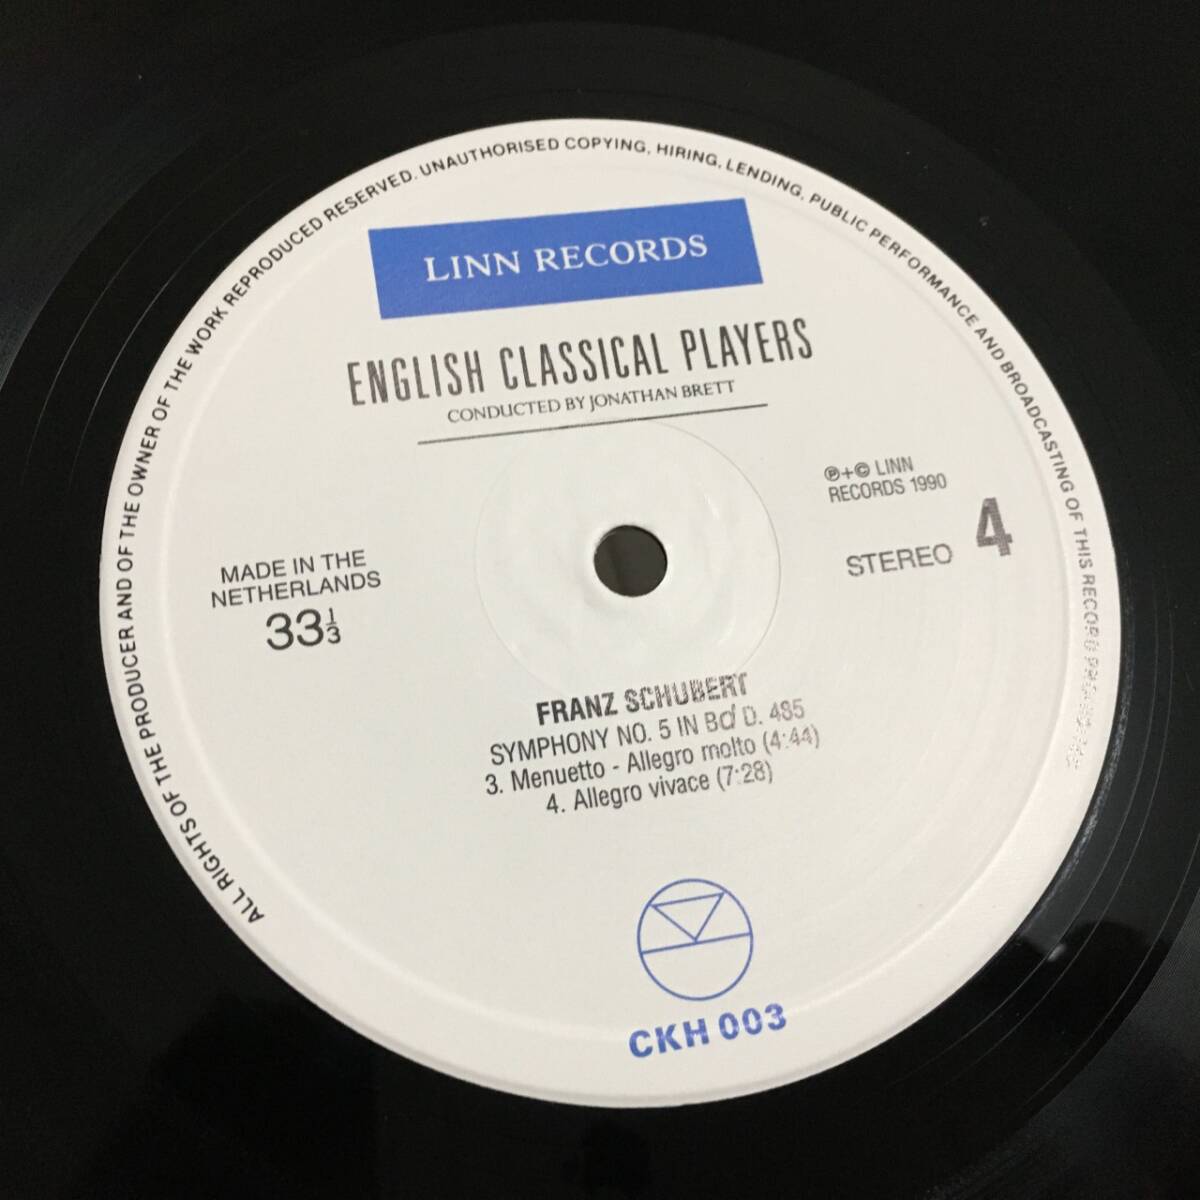 ALL RIGHTS OF THE PRODUCER AND OF THE OWNER OF THE WORK REPRODUCED RESERVED. UNAUTHORISED COPYING, HIRING, LENDING, PUBLIC PERFORMANCE AND BROADCASTING OF THIS RECORD
LINN RECORDS
ENGLISH CLASSICAL PLAYERS
CONDUCTED BY JONATHAN BRETT
℗+© LINN
RECORDS 1990
STEREO 4
MADE IN THE
NETHERLANDS
33⅓
FRANZ SCHUBERT
SYMPHONY NO. 5 IN D. 485
3. Menuetto - Allegro molto (4:44)
4. Allegro vivace (7:28)
CKH 003